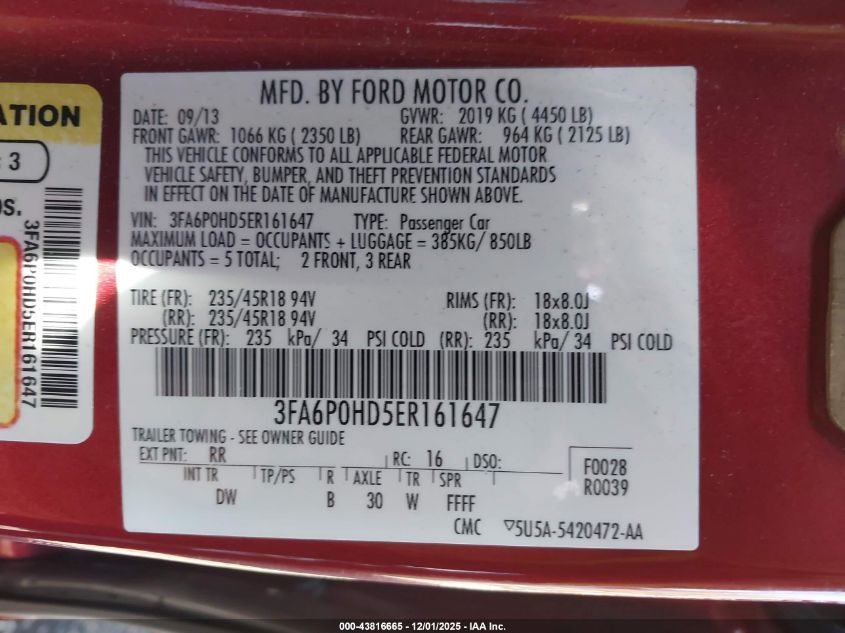 ATION
3
OS.
3FA6P0HD5ER161647
MFD. BY FORD MOTOR CO.
DATE: 09/13 GVWR: 2019 KG ( 4450 LB)
FRONT GAWR: 1066 KG ( 2350 LB) REAR GAWR: 964 KG ( 2125 LB)
THIS VEHICLE CONFORMS TO ALL APPLICABLE FEDERAL MOTOR
VEHICLE SAFETY, BUMPER, AND THEFT PREVENTION STANDARDS
IN EFFECT ON THE DATE OF MANUFACTURE SHOWN ABOVE.
VIN: 3FA6P0HD5ER161647 TYPE: Passenger Car
MAXIMUM LOAD = OCCUPANTS + LUGGAGE = 385KG/ 850LB
OCCUPANTS = 5 TOTAL; 2 FRONT, 3 REAR
TIRE (FR): 235/45R18 94V RIMS (FR): 18x8.0J
(RR): 235/45R18 94V (RR): 18x8.0J
PRESSURE (FR): 235 kPa/ 34 PSI COLD (RR): 235 kPa/ 34 PSI COLD
3FA6P0HD5ER161647
TRAILER TOWING - SEE OWNER GUIDE
EXT PNT: RR RC: 16 DSO: F0028
INT TR TP/PS R AXLE TR SPR R0039
DW B 30 W FFFF
CMC ▽5U5A-5420472-AA
000-43816665 - 12/01/2025 - IAA Inc.